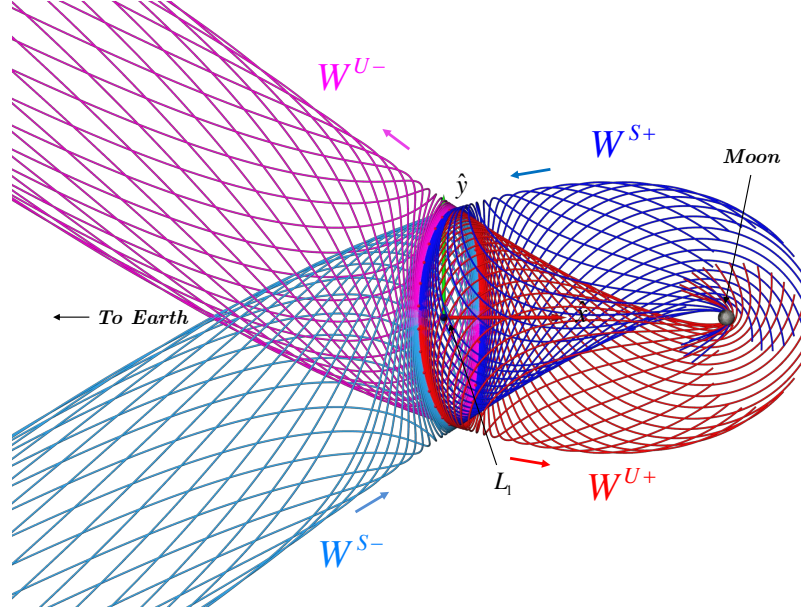 W^{U−}
W^{S+}
Moon
ŷ
To Earth
x̂
L₁
W^{U+}
W^{S−}